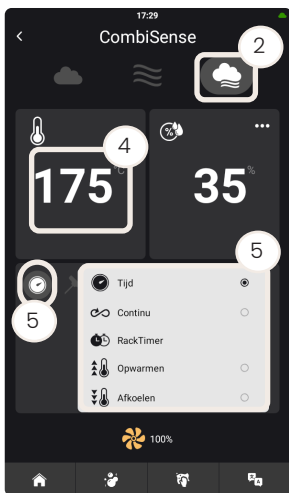 17:29
CombiSense
2
4
175 °C
%
35 %
5
5
Tijd
Continu
RackTimer
Opwarmen
Afkoelen
100%